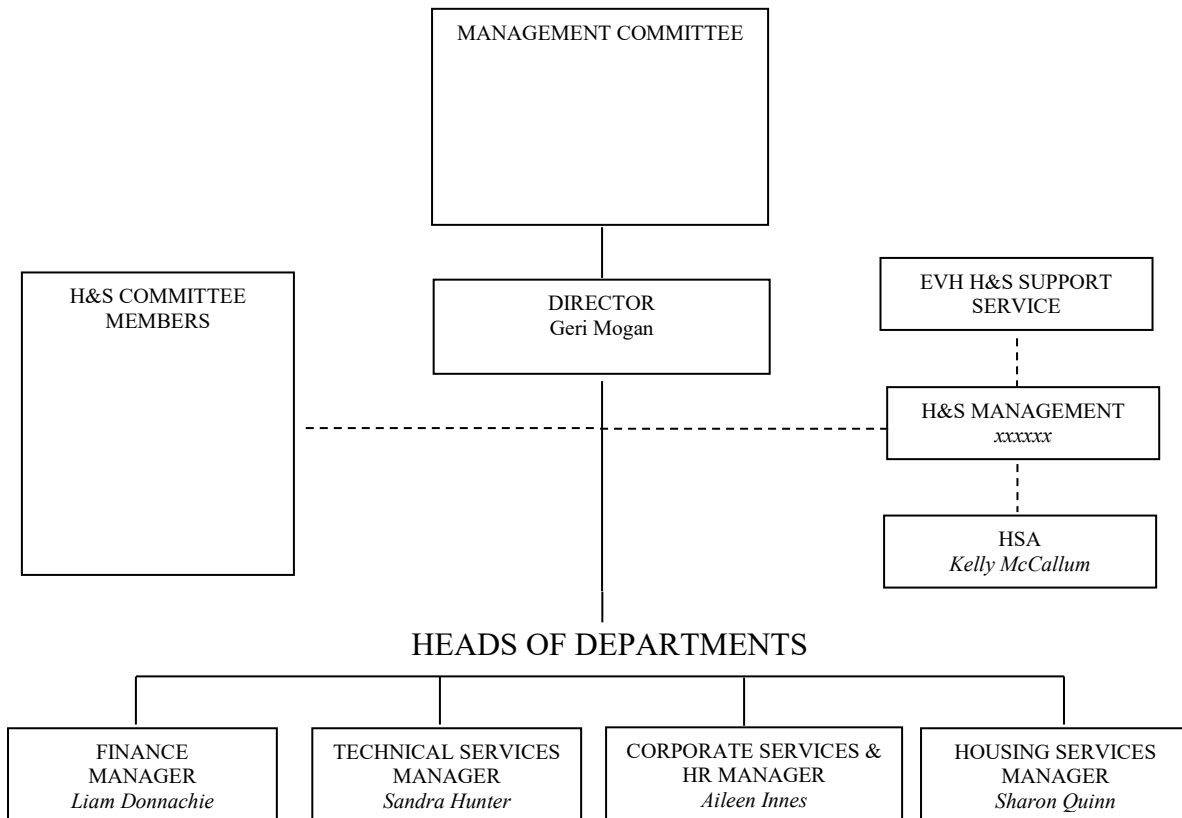 MANAGEMENT COMMITTEE
H&S COMMITTEE
MEMBERS
DIRECTOR
Geri Mogan
EVH H&S SUPPORT
SERVICE
H&S MANAGEMENT
xxxxxx
HSA
Kelly McCallum
HEADS OF DEPARTMENTS
FINANCE
MANAGER
Liam Donnachie
TECHNICAL SERVICES
MANAGER
Sandra Hunter
CORPORATE SERVICES &
HR MANAGER
Aileen Innes
HOUSING SERVICES
MANAGER
Sharon Quinn